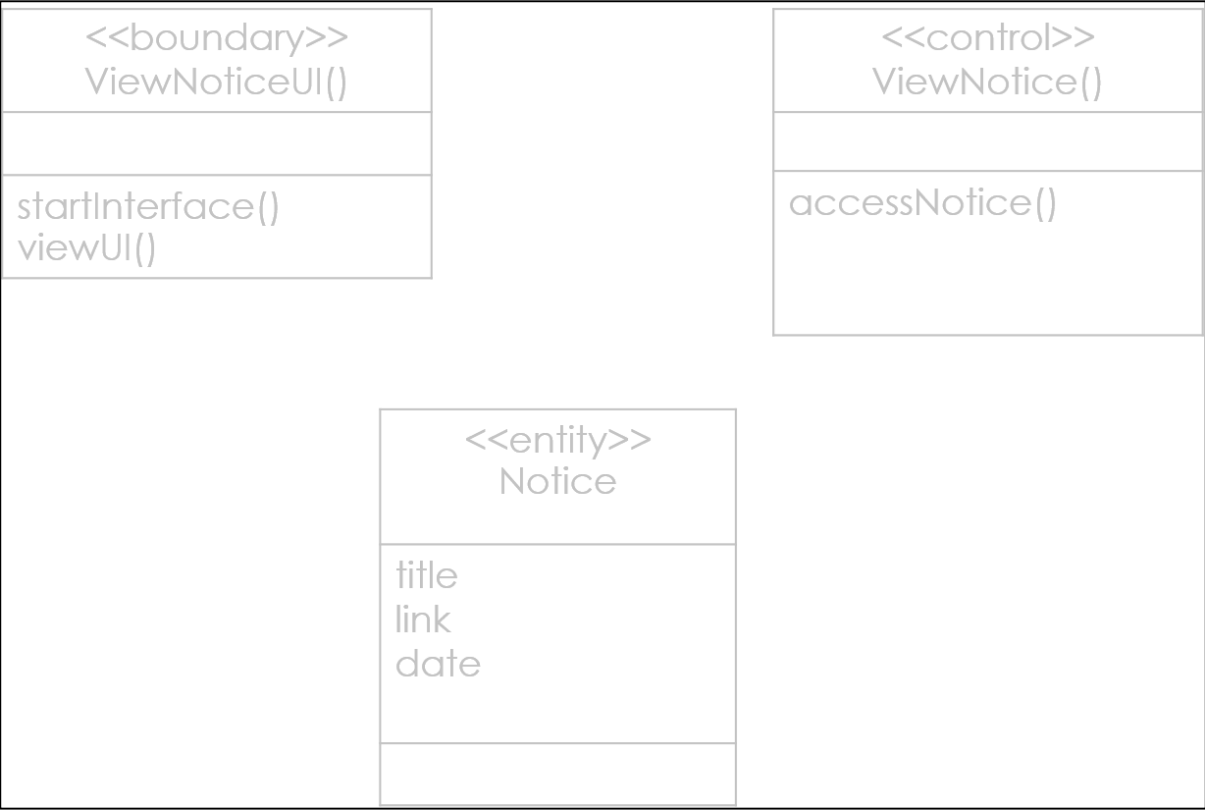 <<boundary>>
ViewNoticeUI()
startInterface()
viewUI()
<<control>>
ViewNotice()
accessNotice()
<<entity>>
Notice
title
link
date